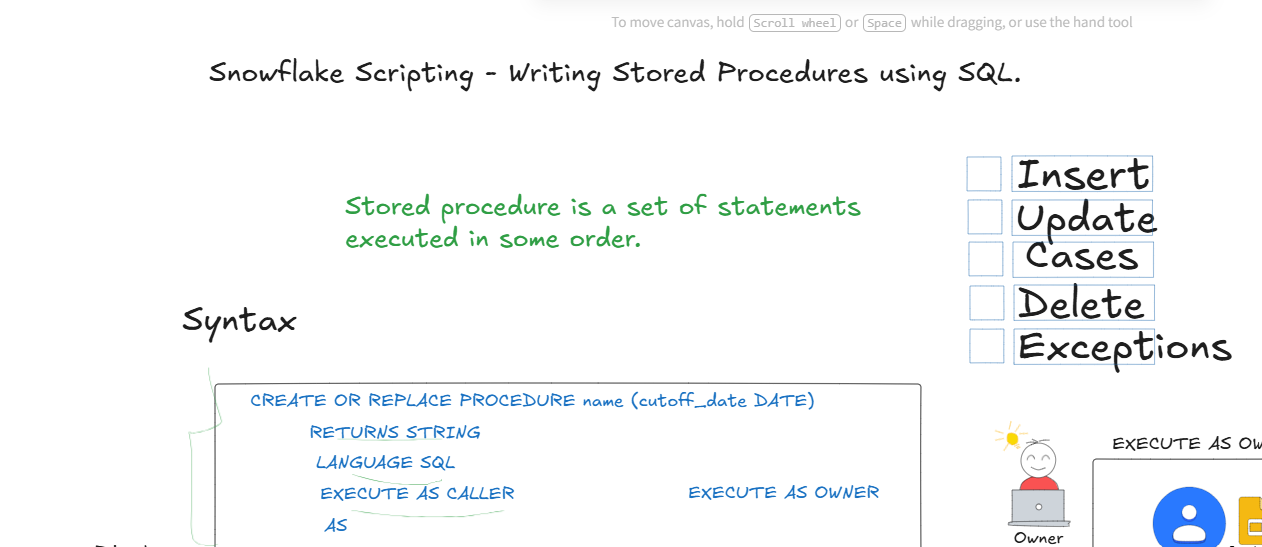 To move canvas, hold Scroll wheel or Space while dragging, or use the hand tool
Snowflake Scripting - Writing Stored Procedures using SQL.
Stored procedure is a set of statements
executed in some order.
Insert
Update
Cases
Delete
Exceptions
Syntax
CREATE OR REPLACE PROCEDURE name (cutoff_date DATE)
RETURNS STRING
LANGUAGE SQL
EXECUTE AS CALLER
EXECUTE AS OWNER
AS
EXECUTE AS OW
Owner